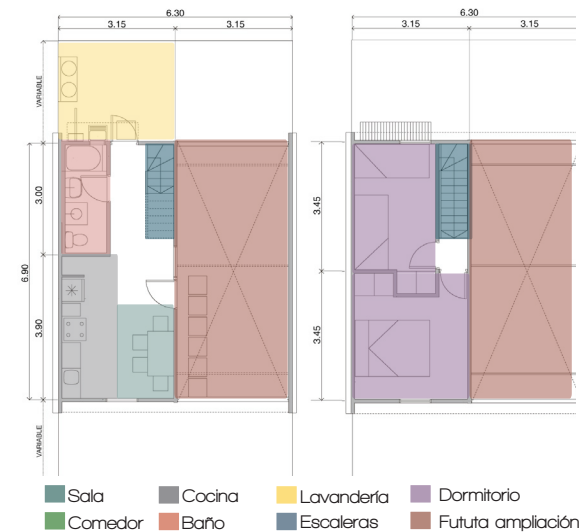 6.30
6.30
3.15
3.15
3.15
3.15
VARIABLE
3.00
6.90
3.90
VARIABLE
3.45
3.45
Sala
Cocina
Lavandería
Dormitorio
Comedor
Baño
Escaleras
Fututa ampliación